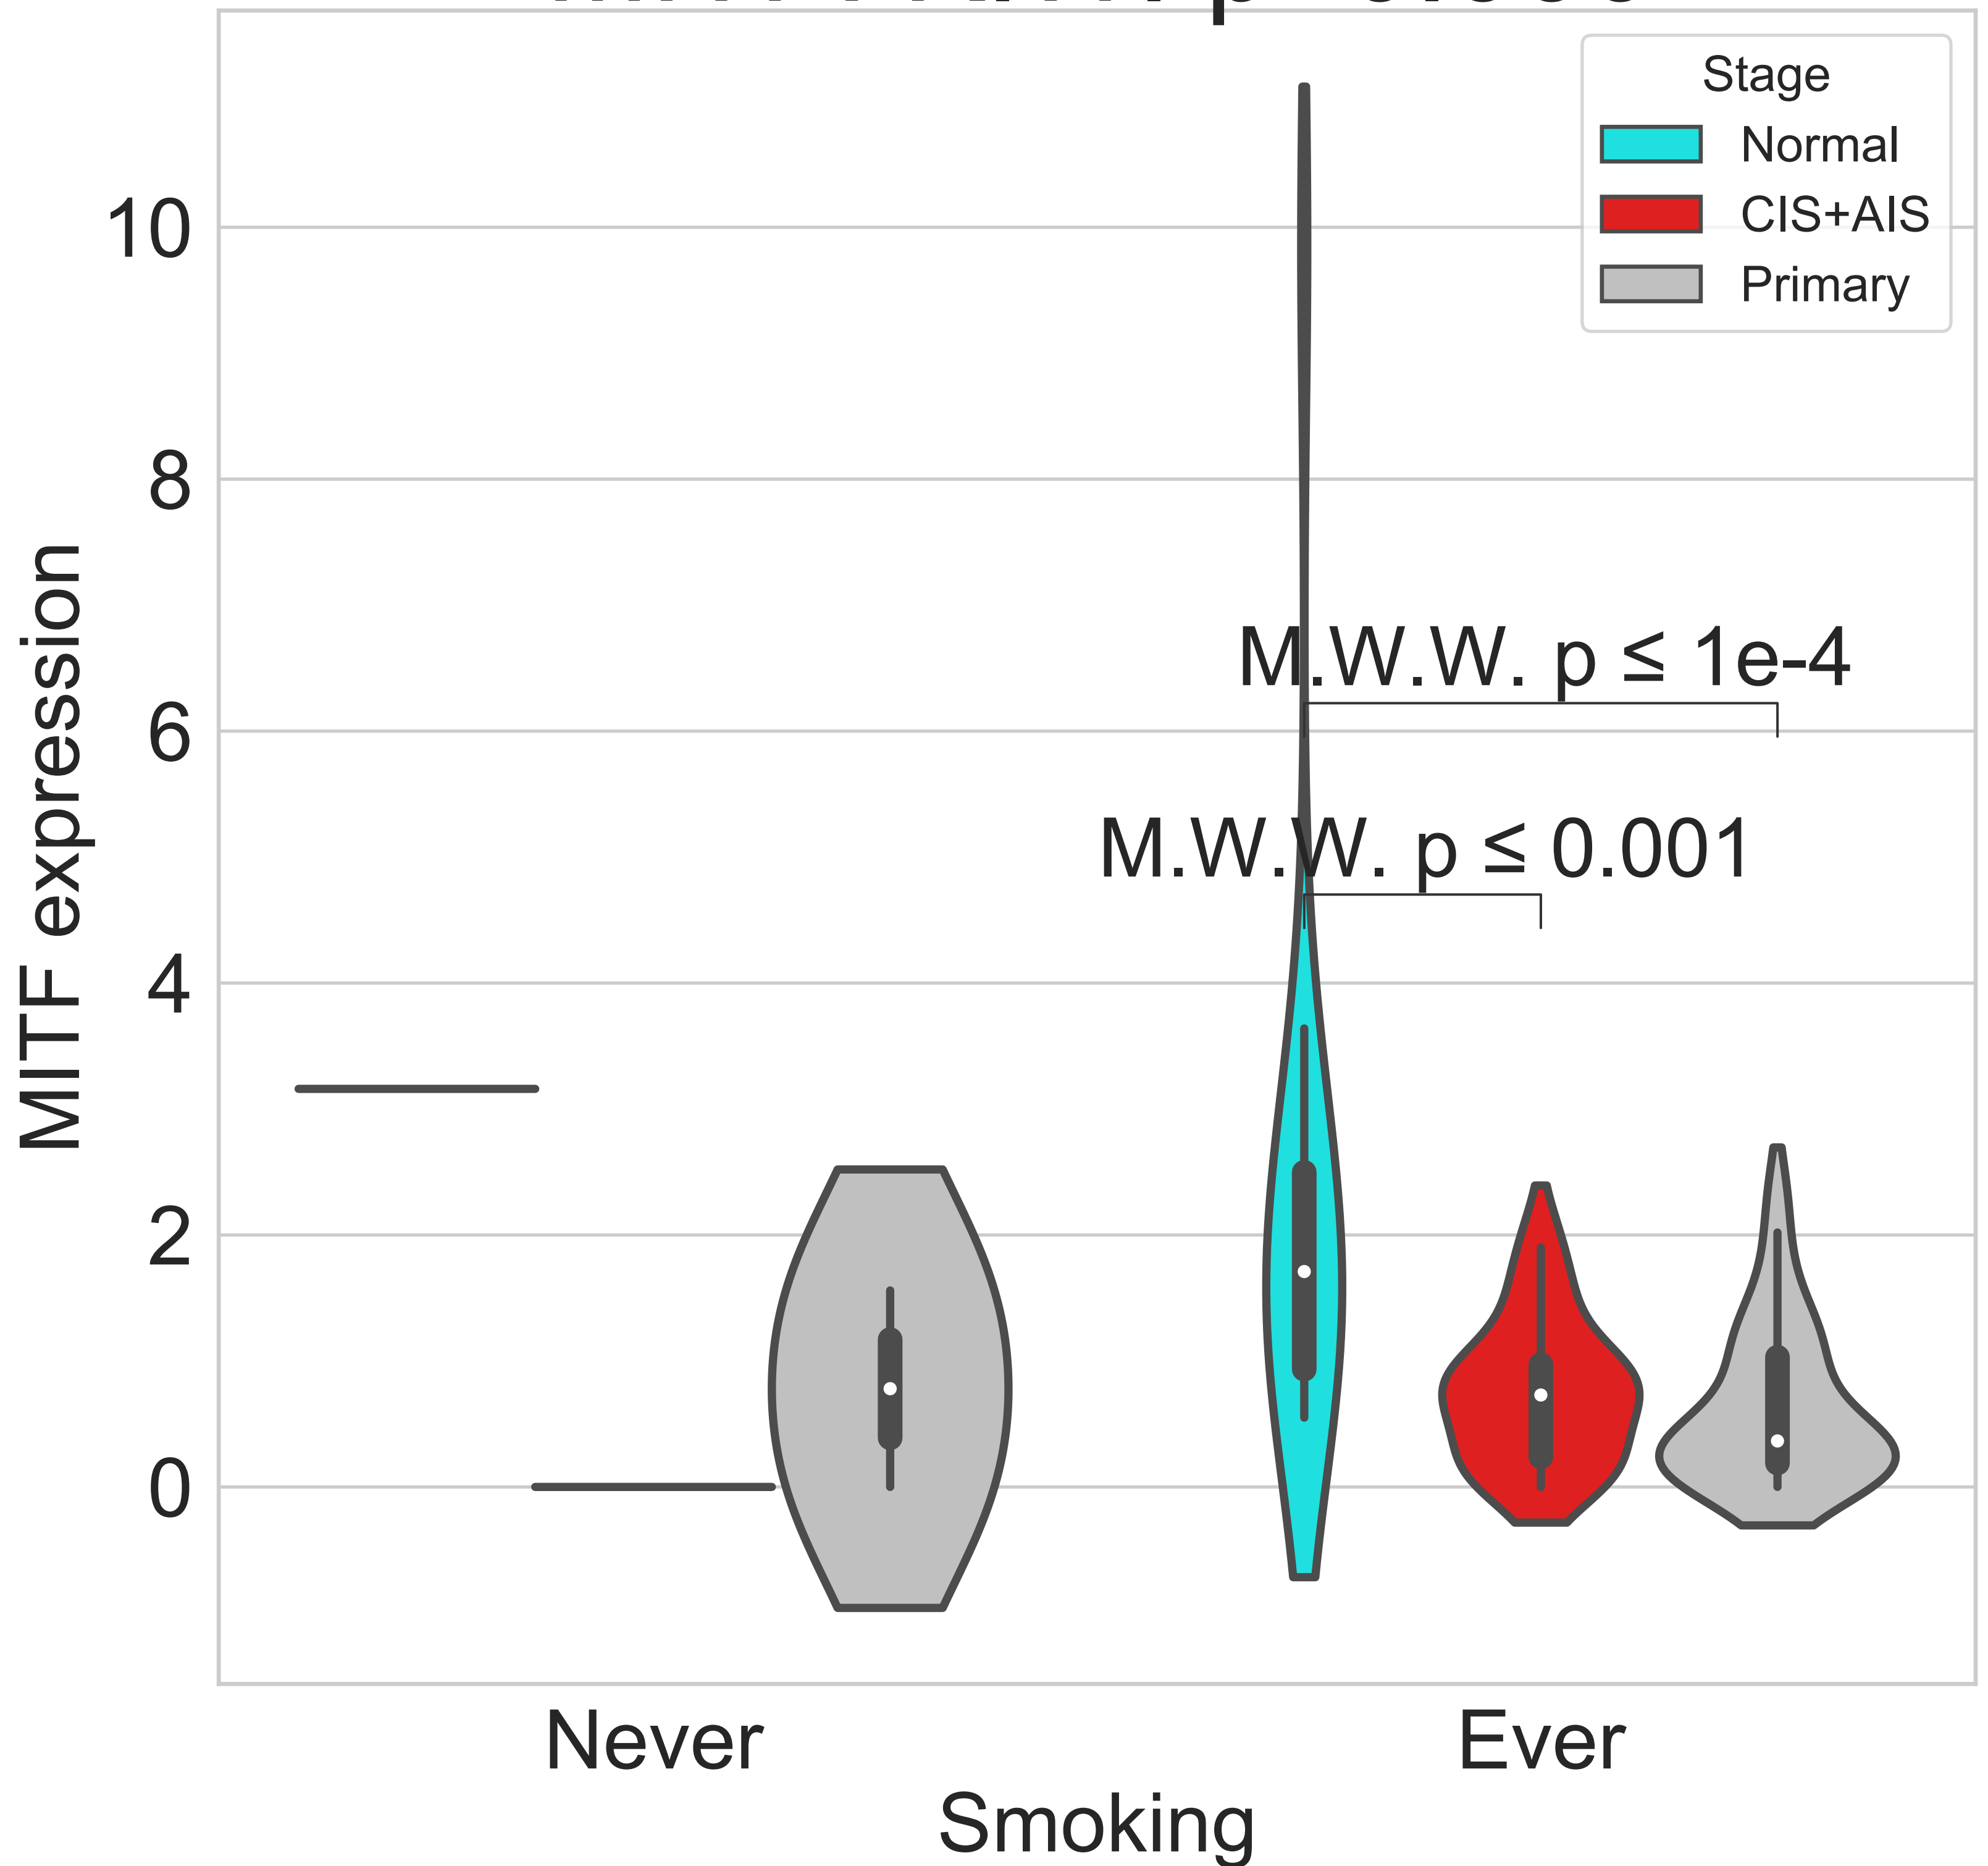 Stage
Normal
CIS+AIS
Primary
10
8
6
4
2
0
MITF expression
M.W.W. p ≤ 1e-4
M.W.W. p ≤ 0.001
Never
Ever
Smoking